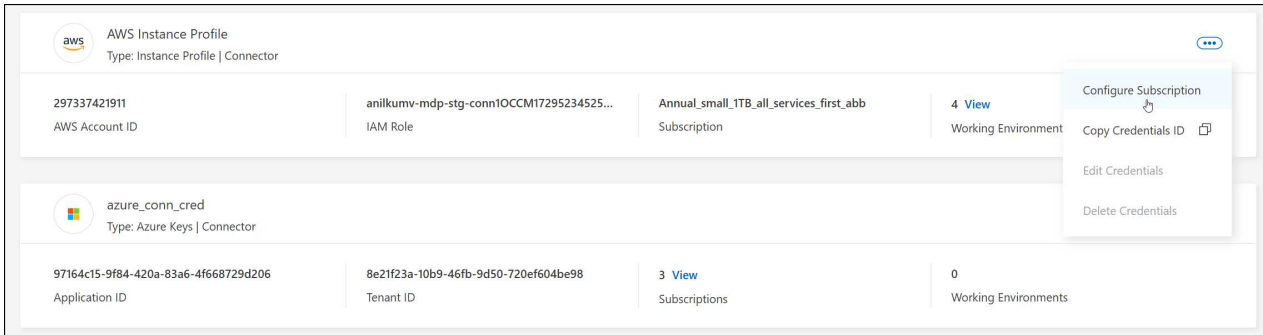 aws
AWS Instance Profile
Type: Instance Profile | Connector
297337421911
AWS Account ID
anilkumv-mdp-stg-conn1OCCM17295234525...
IAM Role
Annual_small_1TB_all_services_first_abb
Subscription
4 View
Working Environment
Configure Subscription
Copy Credentials ID
Edit Credentials
Delete Credentials
azure_conn_cred
Type: Azure Keys | Connector
97164c15-9f84-420a-83a6-4f668729d206
Application ID
8e21f23a-10b9-46fb-9d50-720ef604be98
Tenant ID
3 View
Subscriptions
0
Working Environments